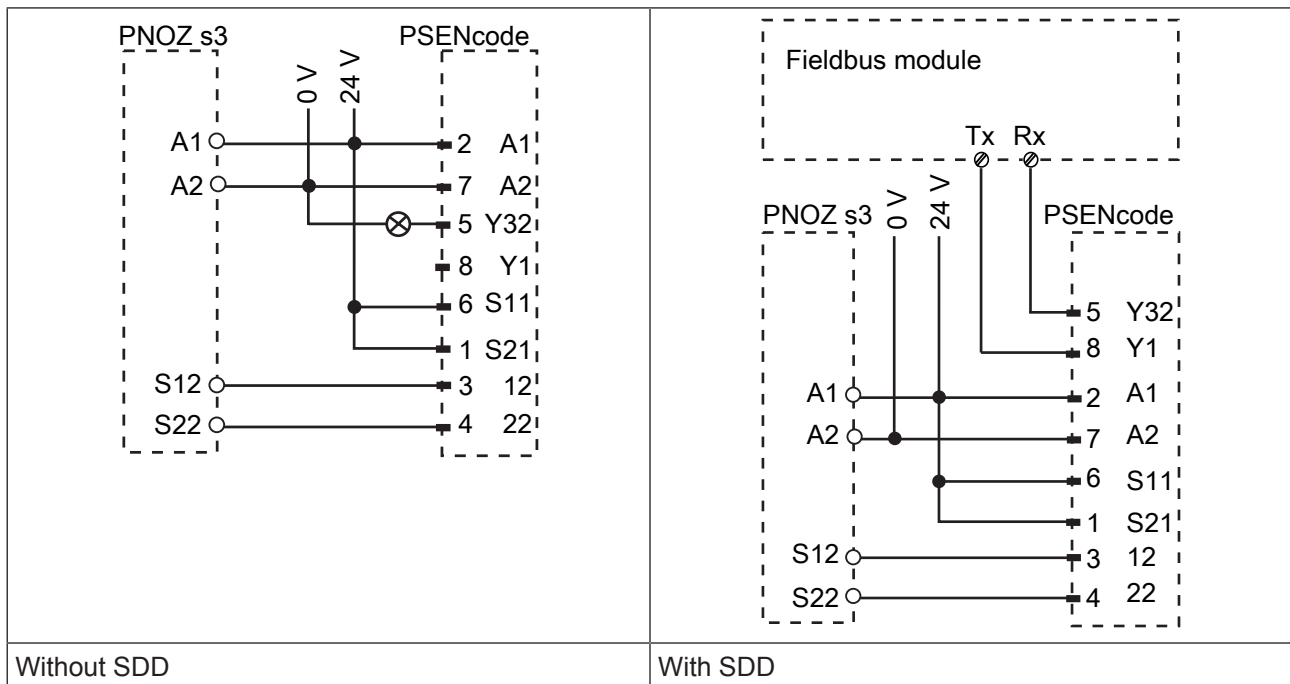 PNOZ s3 PSENcode
0 V 24 V
A1 2 A1
A2 7 A2
5 Y32
8 Y1
6 S11
1 S21
S12 3 12
S22 4 22
Without SDD
Fieldbus module
Tx Rx
PNOZ s3 0 V 24 V PSENcode
5 Y32
8 Y1
A1 2 A1
A2 7 A2
6 S11
1 S21
S12 3 12
S22 4 22
With SDD